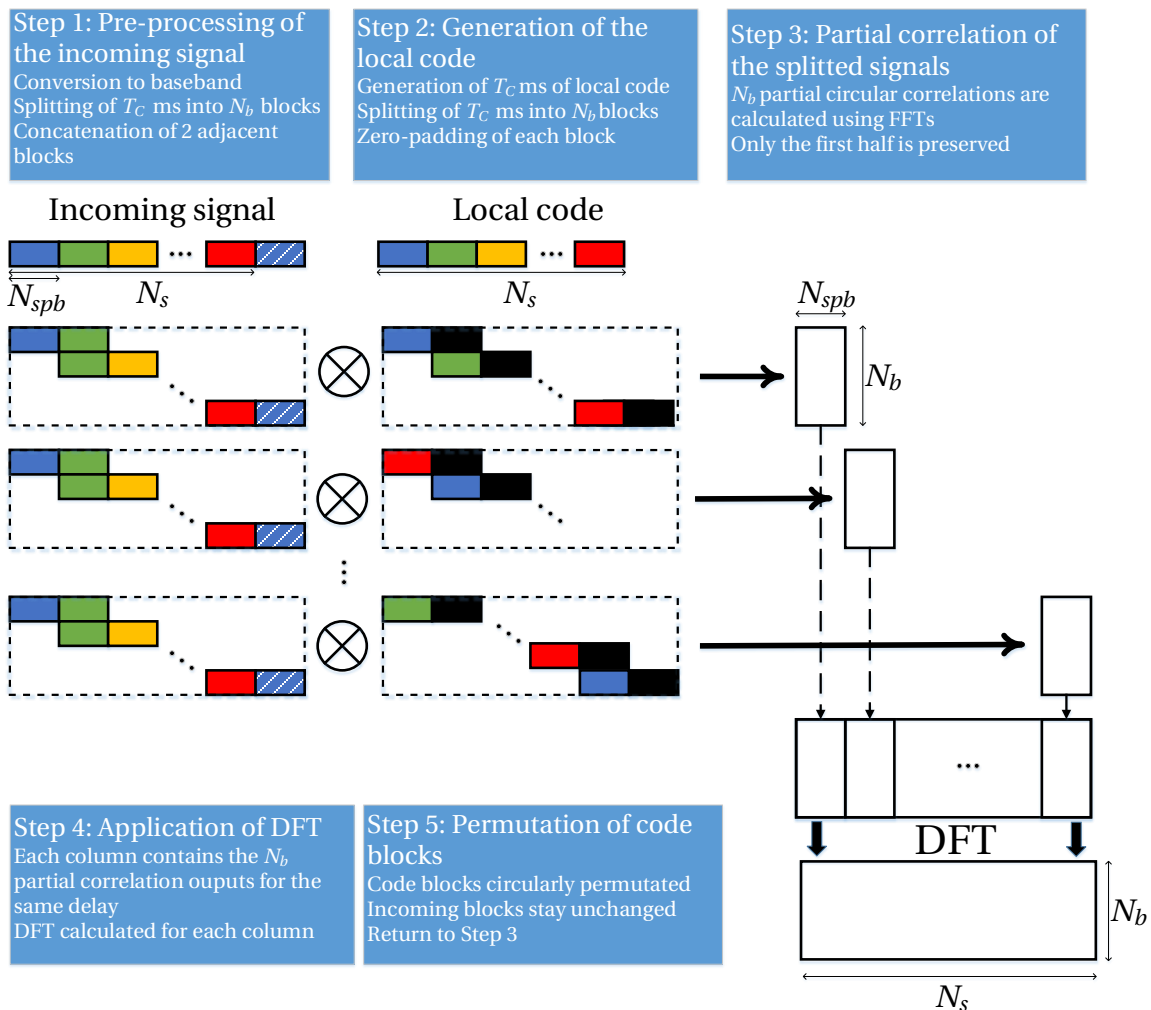 Step 1: Pre-processing of
the incoming signal
Conversion to baseband
Splitting of T_C ms into N_b blocks
Concatenation of 2 adjacent
blocks
Step 2: Generation of the
local code
Generation of T_C ms of local code
Splitting of T_C ms into N_b blocks
Zero-padding of each block
Step 3: Partial correlation of
the splitted signals
N_b partial circular correlations are
calculated using FFTs
Only the first half is preserved
Incoming signal
Local code
...
...
N_spb
N_s
N_s
N_spb
N_b
...
Step 4: Application of DFT
Each column contains the N_b
partial correlation ouputs for the
same delay
DFT calculated for each column
Step 5: Permutation of code
blocks
Code blocks circularly permutated
Incoming blocks stay unchanged
Return to Step 3
DFT
N_b
N_s